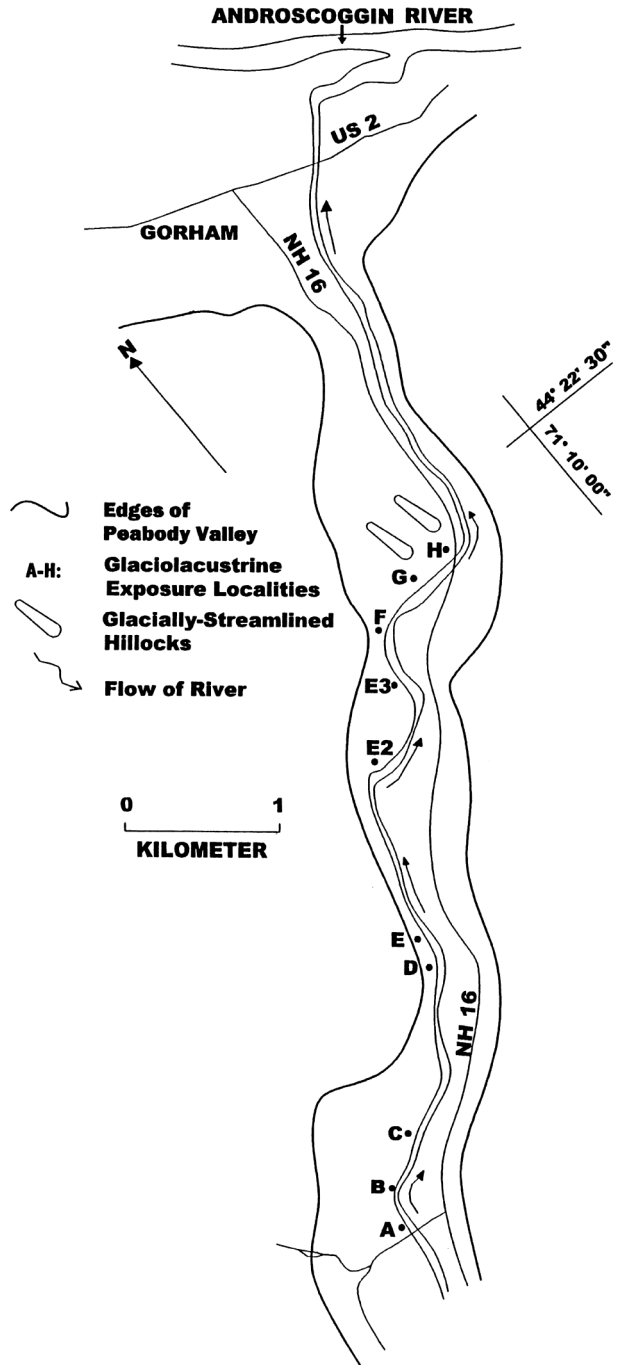 ANDROSCOGGIN RIVER
US 2
GORHAM
NH 16
N
44° 22' 30"
71° 10' 00"
Edges of
Peabody Valley
A-H: Glaciolacustrine
Exposure Localities
Glacially-Streamlined
Hillocks
Flow of River
0 1
KILOMETER
H
G
F
E3
E2
E
D
NH 16
C
B
A